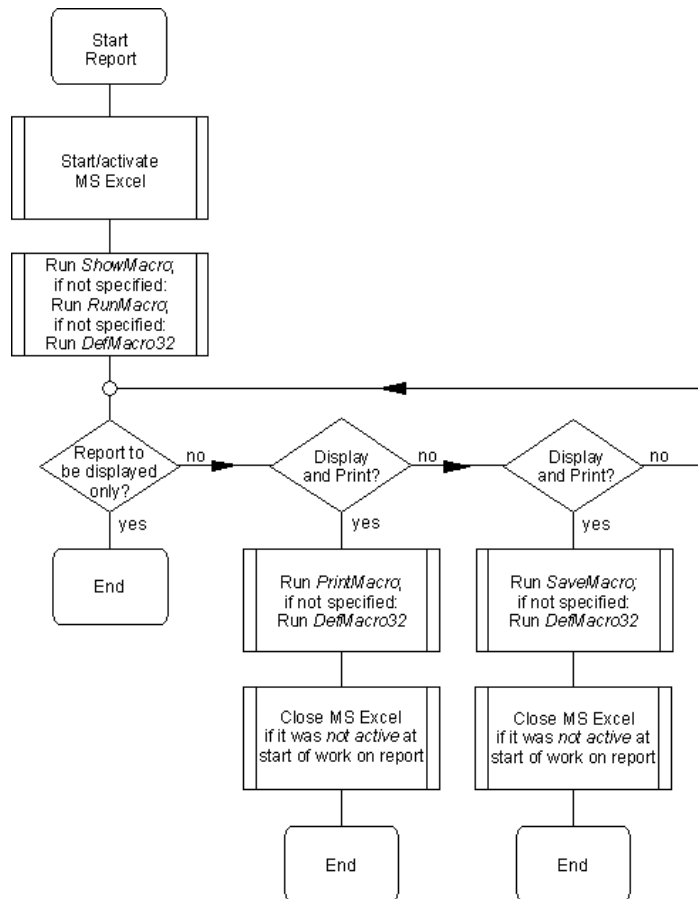 Start
Report
Start/activate
MS Excel
Run ShowMacro,
if not specified:
Run RunMacro,
if not specified:
Run DefMacro32
Report to
be displayed
only?
no
Display
and Print?
no
Display
and Print?
no
yes
yes
yes
End
Run PrintMacro,
if not specified:
Run DefMacro32
Run SaveMacro;
if not specified:
Run DefMacro32
Close MS Excel
if it was not active at
start of work on report
Close MS Excel
if it was not active at
start of work on report
End
End